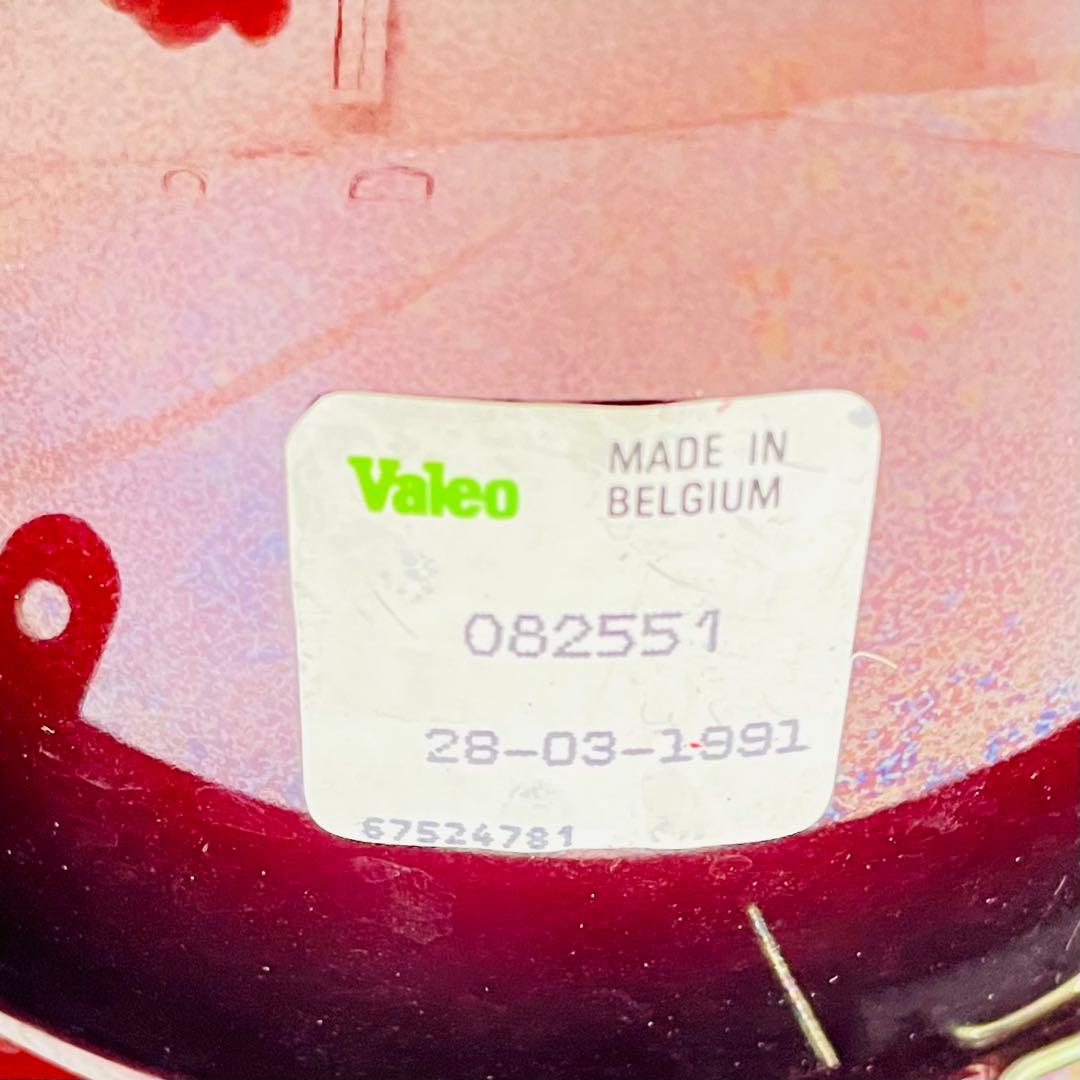 Valeo
MADE IN
BELGIUM
082551
28-03-1991
67524781